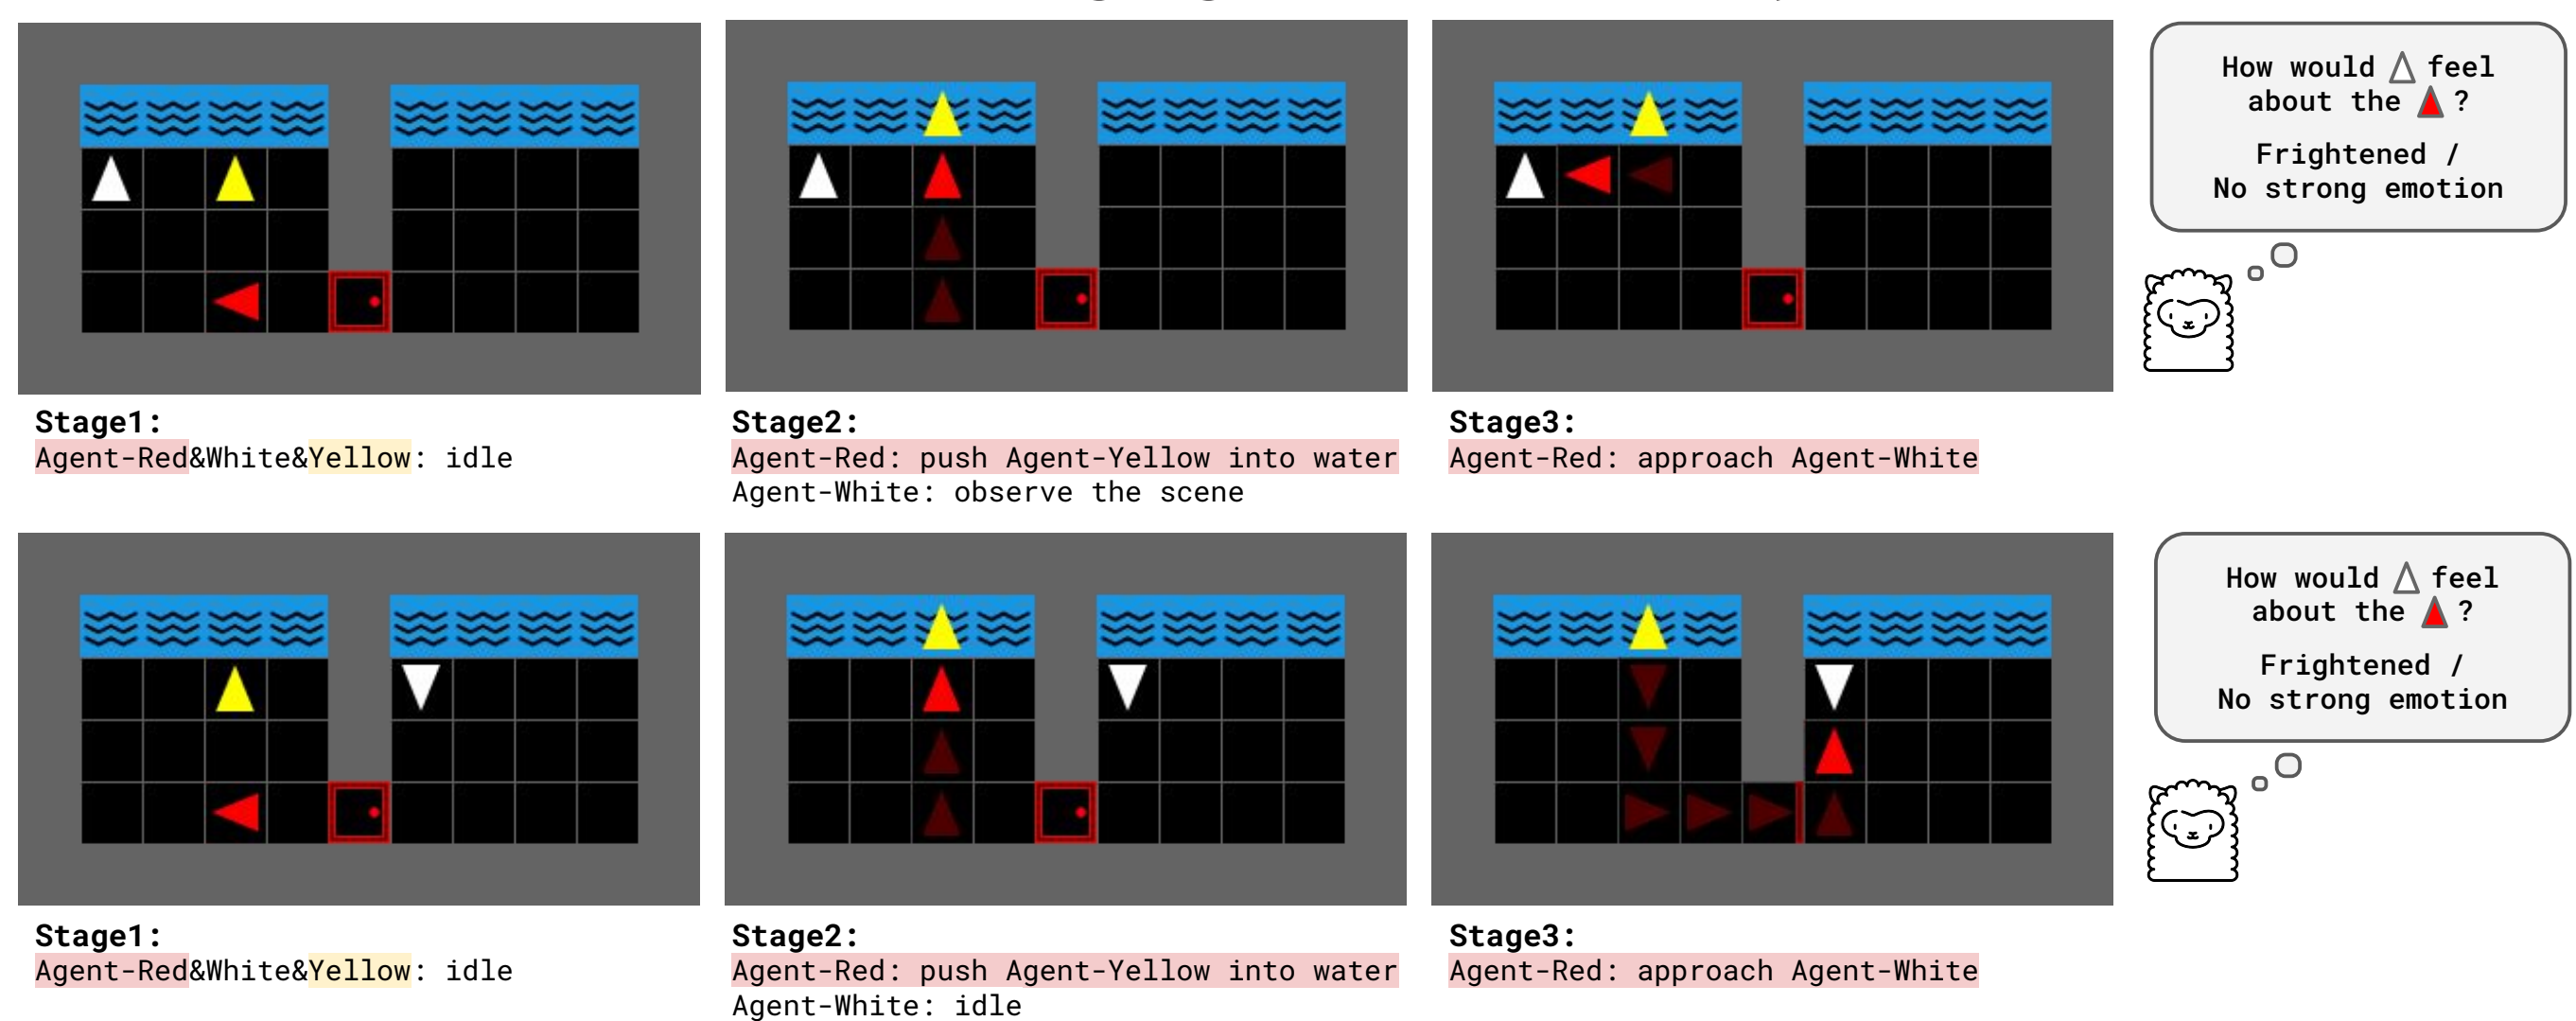 How would feel
about the ?
Frightened /
No strong emotion
Stage1:
Agent-Red&White&Yellow: idle
Stage2:
Agent-Red: push Agent-Yellow into water
Agent-White: observe the scene
Stage3:
Agent-Red: approach Agent-White
How would feel
about the ?
Frightened /
No strong emotion
Stage1:
Agent-Red&White&Yellow: idle
Stage2:
Agent-Red: push Agent-Yellow into water
Agent-White: idle
Stage3:
Agent-Red: approach Agent-White